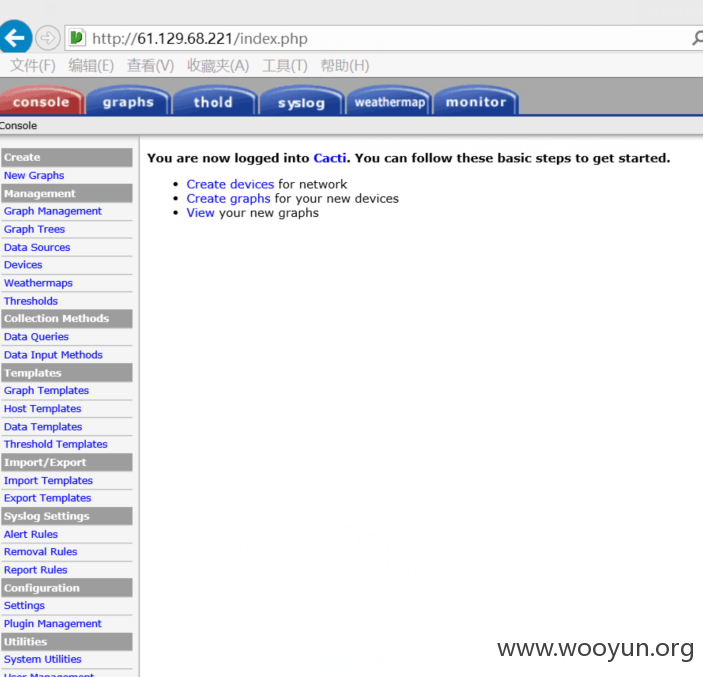 http://61.129.68.221/index.php
文件(F) 编辑(E) 查看(V) 收藏夹(A) 工具(T) 帮助(H)
console graphs thold syslog weathermap monitor
Console
Create
New Graphs
Management
Graph Management
Graph Trees
Data Sources
Devices
Weathermaps
Thresholds
Collection Methods
Data Queries
Data Input Methods
Templates
Graph Templates
Host Templates
Data Templates
Threshold Templates
Import/Export
Import Templates
Export Templates
Syslog Settings
Alert Rules
Removal Rules
Report Rules
Configuration
Settings
Plugin Management
Utilities
System Utilities
User Management
You are now logged into Cacti. You can follow these basic steps to get started.
• Create devices for network
• Create graphs for your new devices
• View your new graphs
www.wooyun.org